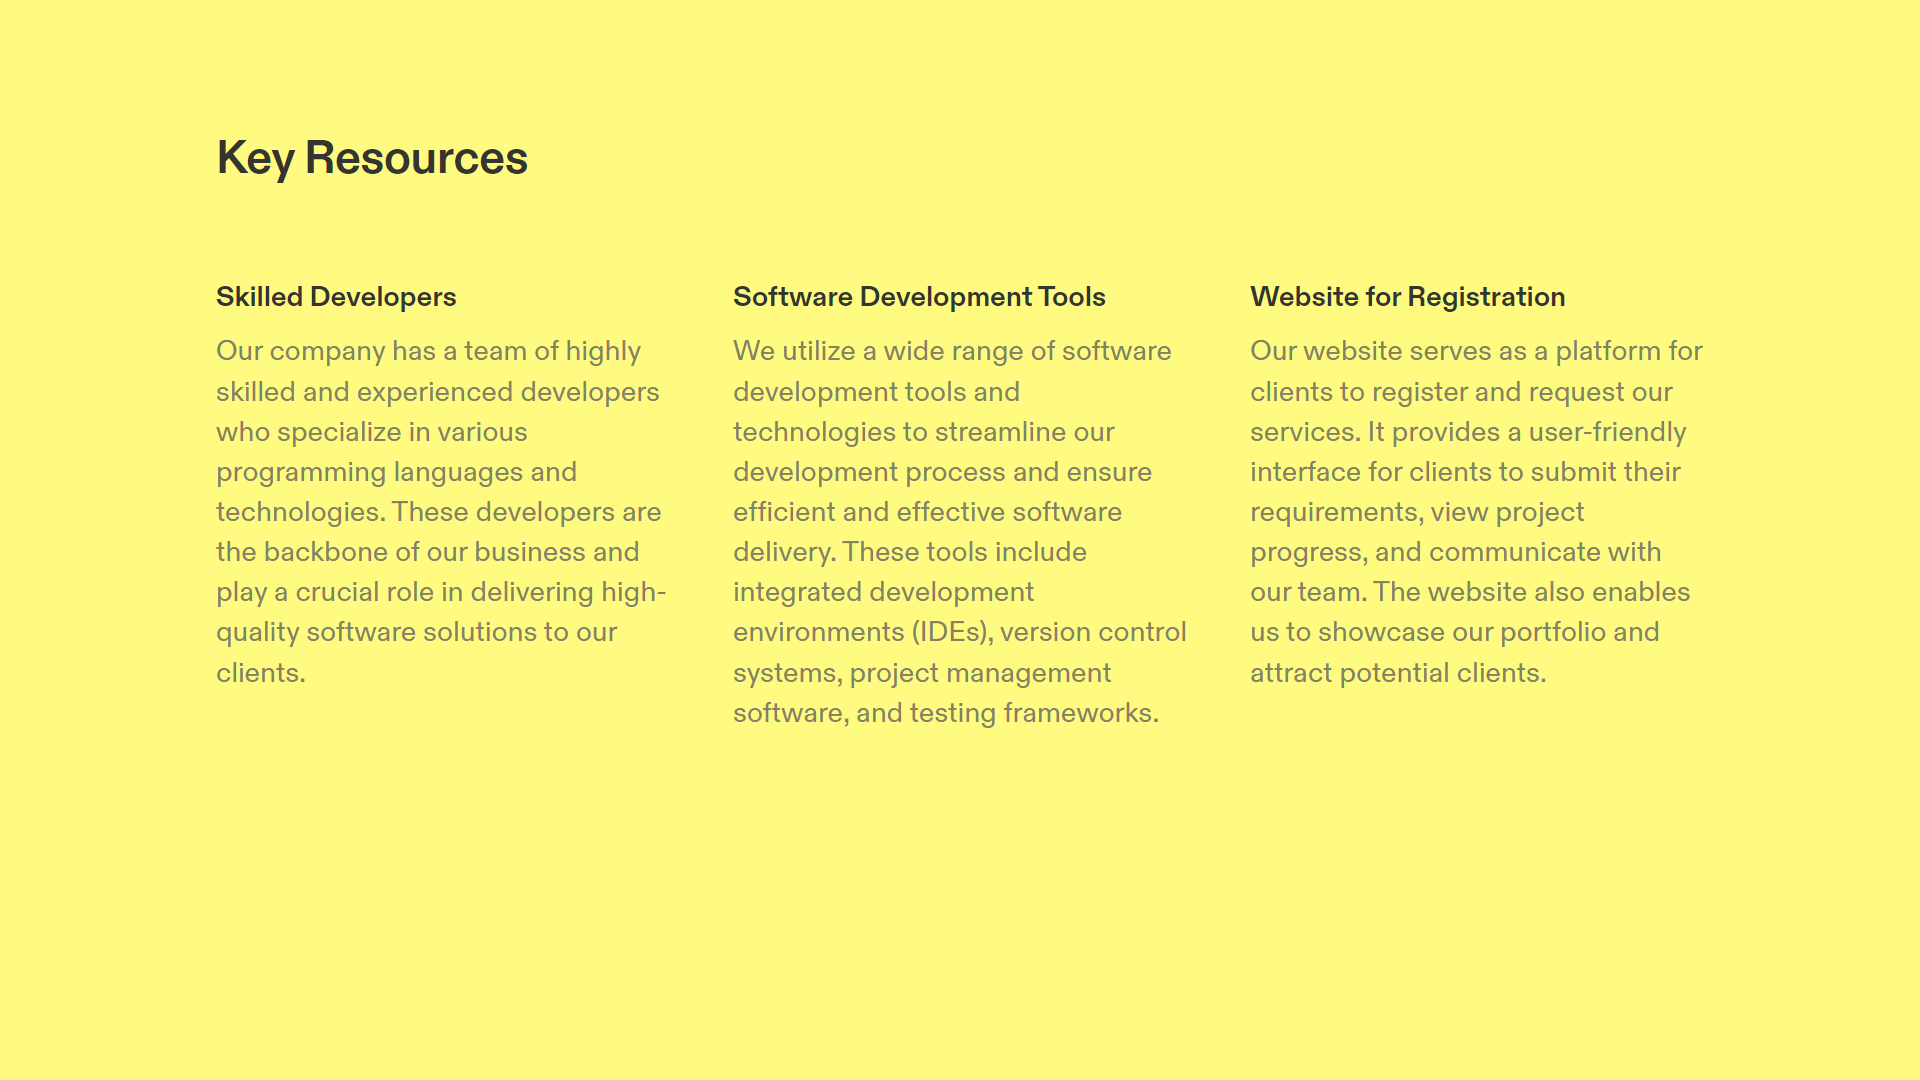 Key Resources
Skilled Developers
Our company has a team of highly
skilled and experienced developers
who specialize in various
programming languages and
technologies. These developers are
the backbone of our business and
play a crucial role in delivering high-
quality software solutions to our
clients.
Software Development Tools
We utilize a wide range of software
development tools and
technologies to streamline our
development process and ensure
efficient and effective software
delivery. These tools include
integrated development
environments (IDEs), version control
systems, project management
software, and testing frameworks.
Website for Registration
Our website serves as a platform for
clients to register and request our
services. It provides a user-friendly
interface for clients to submit their
requirements, view project
progress, and communicate with
our team. The website also enables
us to showcase our portfolio and
attract potential clients.